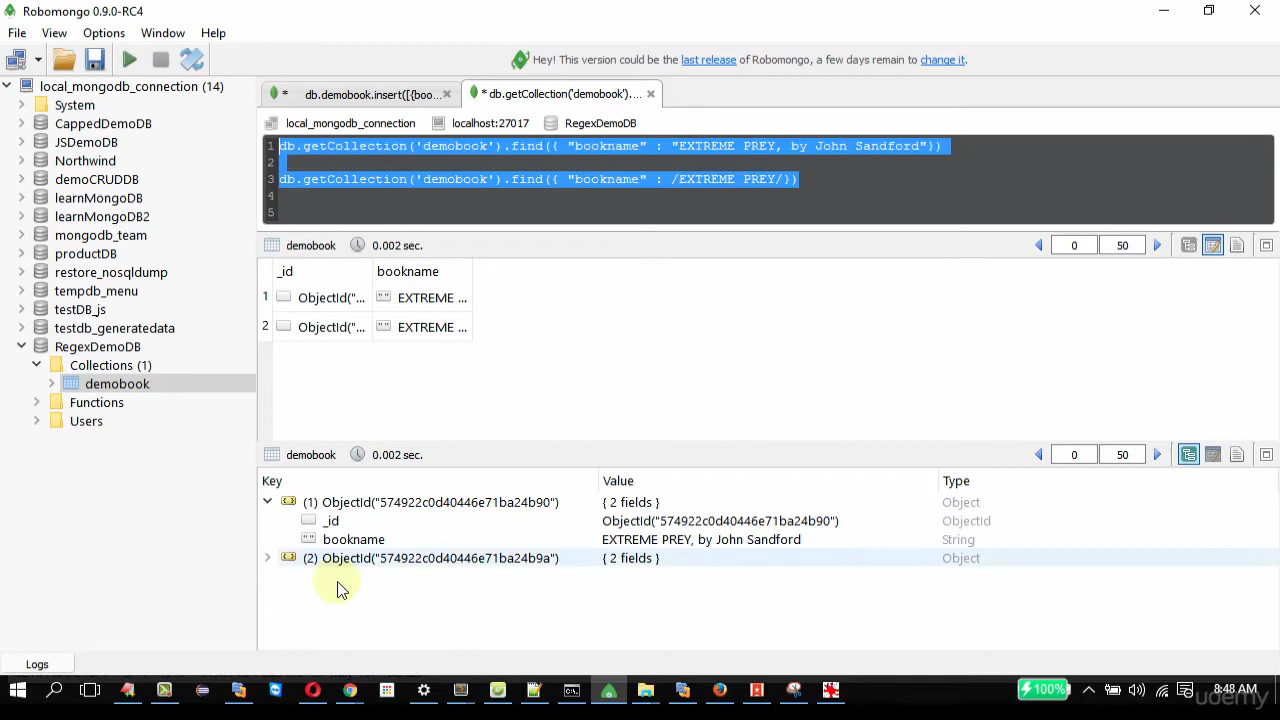 Robomongo 0.9.0-RC4
File View Options Window Help
Hey! This version could be the last release of Robomongo, a few days remain to change it.
local_mongodb_connection (14)
System
CappedDemoDB
JSDemoDB
Northwind
demoCRUDDB
learnMongoDB
learnMongoDB2
mongodb_team
productDB
restore_nosqldump
tempdb_menu
testDB_js
testdb_generatedata
RegexDemoDB
Collections (1)
demobook
Functions
Users
* db.demobook.insert([{boo...
* db.getCollection('demobook')....
local_mongodb_connection localhost:27017 RegexDemoDB
1 db.getCollection('demobook').find({ "bookname" : "EXTREME PREY, by John Sandford"})
2
3 db.getCollection('demobook').find({ "bookname" : /EXTREME PREY/})
4
5
demobook 0.002 sec. 0 50
_id bookname
1 ObjectId("... "" EXTREME ...
2 ObjectId("... "" EXTREME ...
demobook 0.002 sec. 0 50
Key Value Type
(1) ObjectId("574922c0d40446e71ba24b90") { 2 fields } Object
_id ObjectId("574922c0d40446e71ba24b90") ObjectId
"" bookname EXTREME PREY, by John Sandford String
(2) ObjectId("574922c0d40446e71ba24b9a") { 2 fields } Object
Logs
100% 8:48 AM
udemy